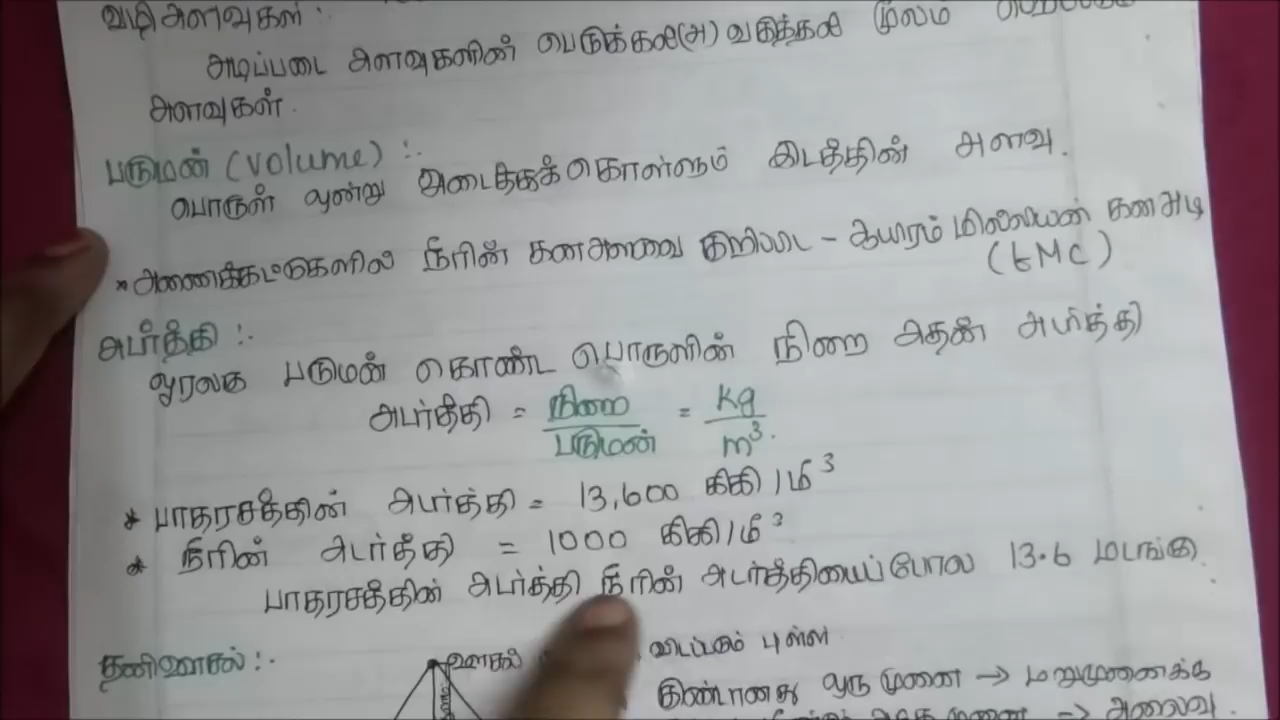 வழி அளவுகள் :
அடிப்படை அளவுகளின் பெருக்கல் (அ) வகுத்தல் மூலம்
அளவுகள்.
பருமன் (Volume) :-
பொருள் ஒன்று அடைத்துக்கொள்ளும் இடத்தின் அளவு.
* அணைக்கட்டுகளில் நீரின் கனஅளவை குறிப்பிட - ஆயிரம் மில்லியன் கனஅடி
(tMC)
அடர்த்தி :-
ஓரலகு பருமன் கொண்ட பொருளின் நிறை அதன் அடர்த்தி
அடர்த்தி = நிறை / பருமன் = Kg / m³.
* பாதரசத்தின் அடர்த்தி = 13,600 கிகி/மீ³
* நீரின் அடர்த்தி = 1000 கிகி/மீ³
பாதரசத்தின் அடர்த்தி நீரின் அடர்த்தியைப்போல 13.6 மடங்கு.
தனிஊசல் :-
ஊசல்
ஒரு முனை → மறுமுனைக்கு
முனை → அலைவு.